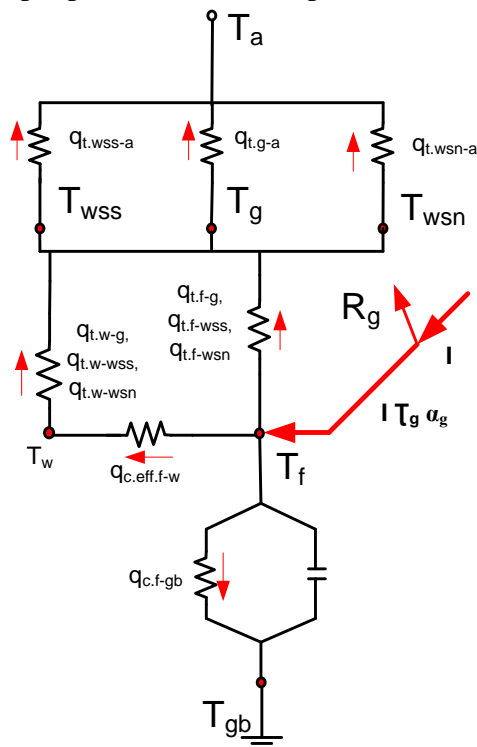 Tₐ
q_t.wss-a
q_t.g-a
q_t.wsn-a
T_wss
T_g
T_wsn
q_t.w-g,
q_t.w-wss,
q_t.w-wsn
q_t.f-g,
q_t.f-wss,
q_t.f-wsn
R_g
I
I τ_g α_g
T_w
q_c.eff.f-w
T_f
q_c.f-gb
T_gb